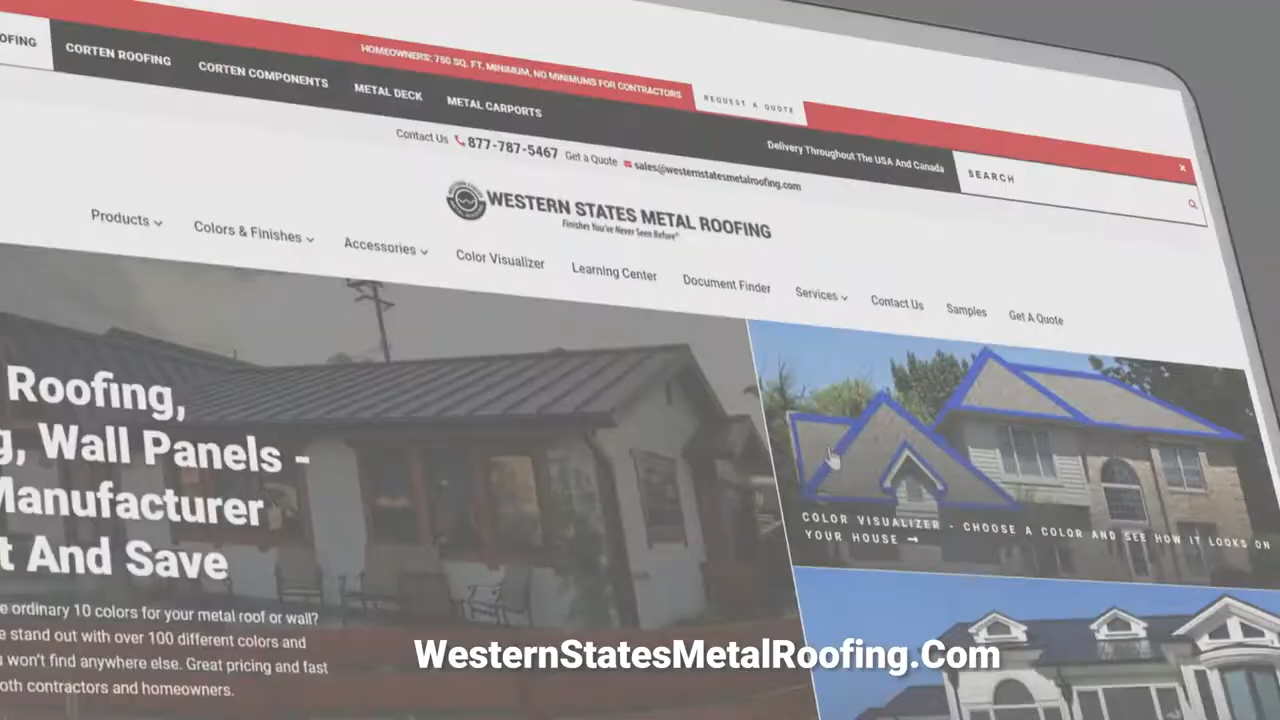 HOMEOWNERS: 750 SQ. FT. MINIMUM, NO MINIMUMS FOR CONTRACTORS
REQUEST A QUOTE
CORTEN ROOFING
CORTEN COMPONENTS
METAL DECK
METAL CARPORTS
Delivery Throughout The USA And Canada
SEARCH
Contact Us 877-787-5467 Get a Quote sales@westernstatesmetalroofing.com
WESTERN STATES METAL ROOFING
Finishes You've Never Seen Before®
Products
Colors & Finishes
Accessories
Color Visualizer
Learning Center
Document Finder
Services
Contact Us
Samples
Get A Quote
Roofing,
g, Wall Panels -
Manufacturer
t And Save
e ordinary 10 colors for your metal roof or wall?
e stand out with over 100 different colors and
won't find anywhere else. Great pricing and fast
oth contractors and homeowners.
COLOR VISUALIZER - CHOOSE A COLOR AND SEE HOW IT LOOKS ON
YOUR HOUSE →
WesternStatesMetalRoofing.Com